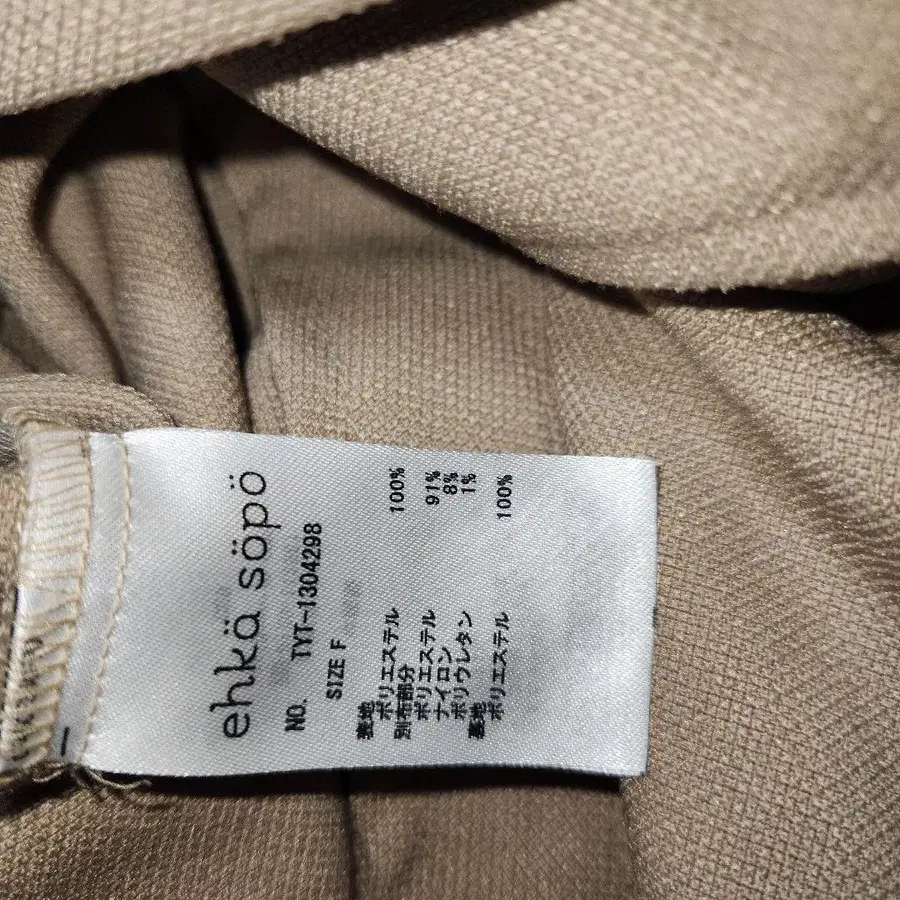 ehkä söpö
NO. TYT-1304298
SIZE F
表地
ポリエステル 100%
別布部分
ポリエステル 91%
ナイロン 8%
ポリウレタン 1%
裏地
ポリエステル 100%